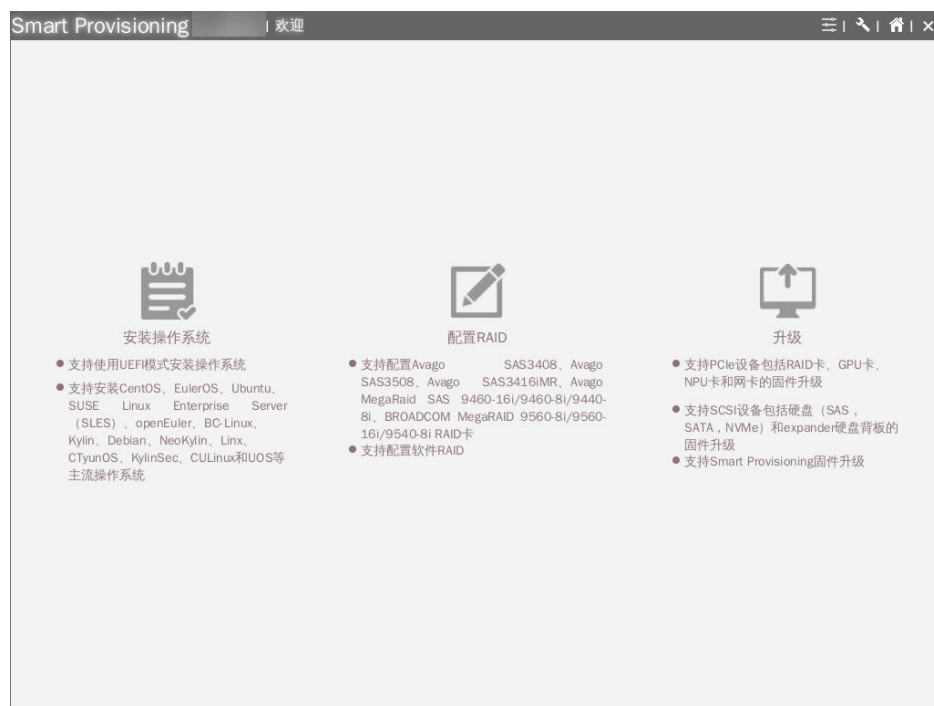 Smart Provisioning | 欢迎
安装操作系统
● 支持使用UEFI模式安装操作系统
● 支持安装CentOS、EulerOS、Ubuntu、
SUSE Linux Enterprise Server
（SLES）、openEuler、BC-Linux、
Kylin、Debian、NeoKylin、Linx、
CTyunOS、KylinSec、CULinux和UOS等
主流操作系统
配置RAID
● 支持配置Avago SAS3408、Avago
SAS3508、Avago SAS3416iMR、Avago
MegaRaid SAS 9460-16i/9460-8i/9440-
8i、BROADCOM MegaRAID 9560-8i/9560-
16i/9540-8i RAID卡
● 支持配置软件RAID
升级
● 支持PCIe设备包括RAID卡、GPU卡、
NPU卡和网卡的固件升级
● 支持SCSI设备包括硬盘（SAS，
SATA，NVMe）和expander硬盘背板的
固件升级
● 支持Smart Provisioning固件升级